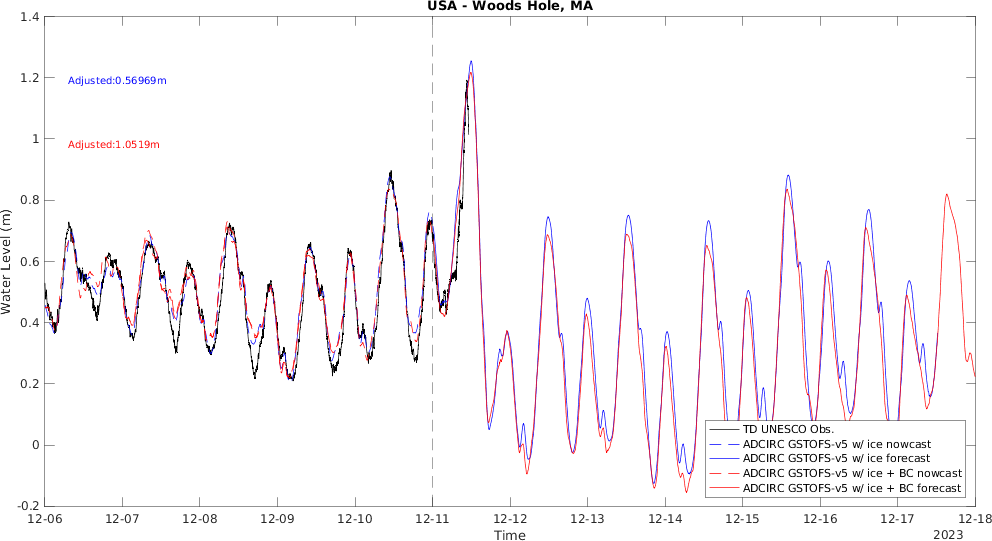 USA - Woods Hole, MA
1.4
1.2
1
0.8
0.6
0.4
0.2
0
-0.2
Water Level (m)
Adjusted:0.56969m
Adjusted:1.0519m
TD UNESCO Obs.
ADCIRC GSTOFS-v5 w/ ice nowcast
ADCIRC GSTOFS-v5 w/ ice forecast
ADCIRC GSTOFS-v5 w/ ice + BC nowcast
ADCIRC GSTOFS-v5 w/ ice + BC forecast
12-06 12-07 12-08 12-09 12-10 12-11 12-12 12-13 12-14 12-15 12-16 12-17 12-18
Time
2023